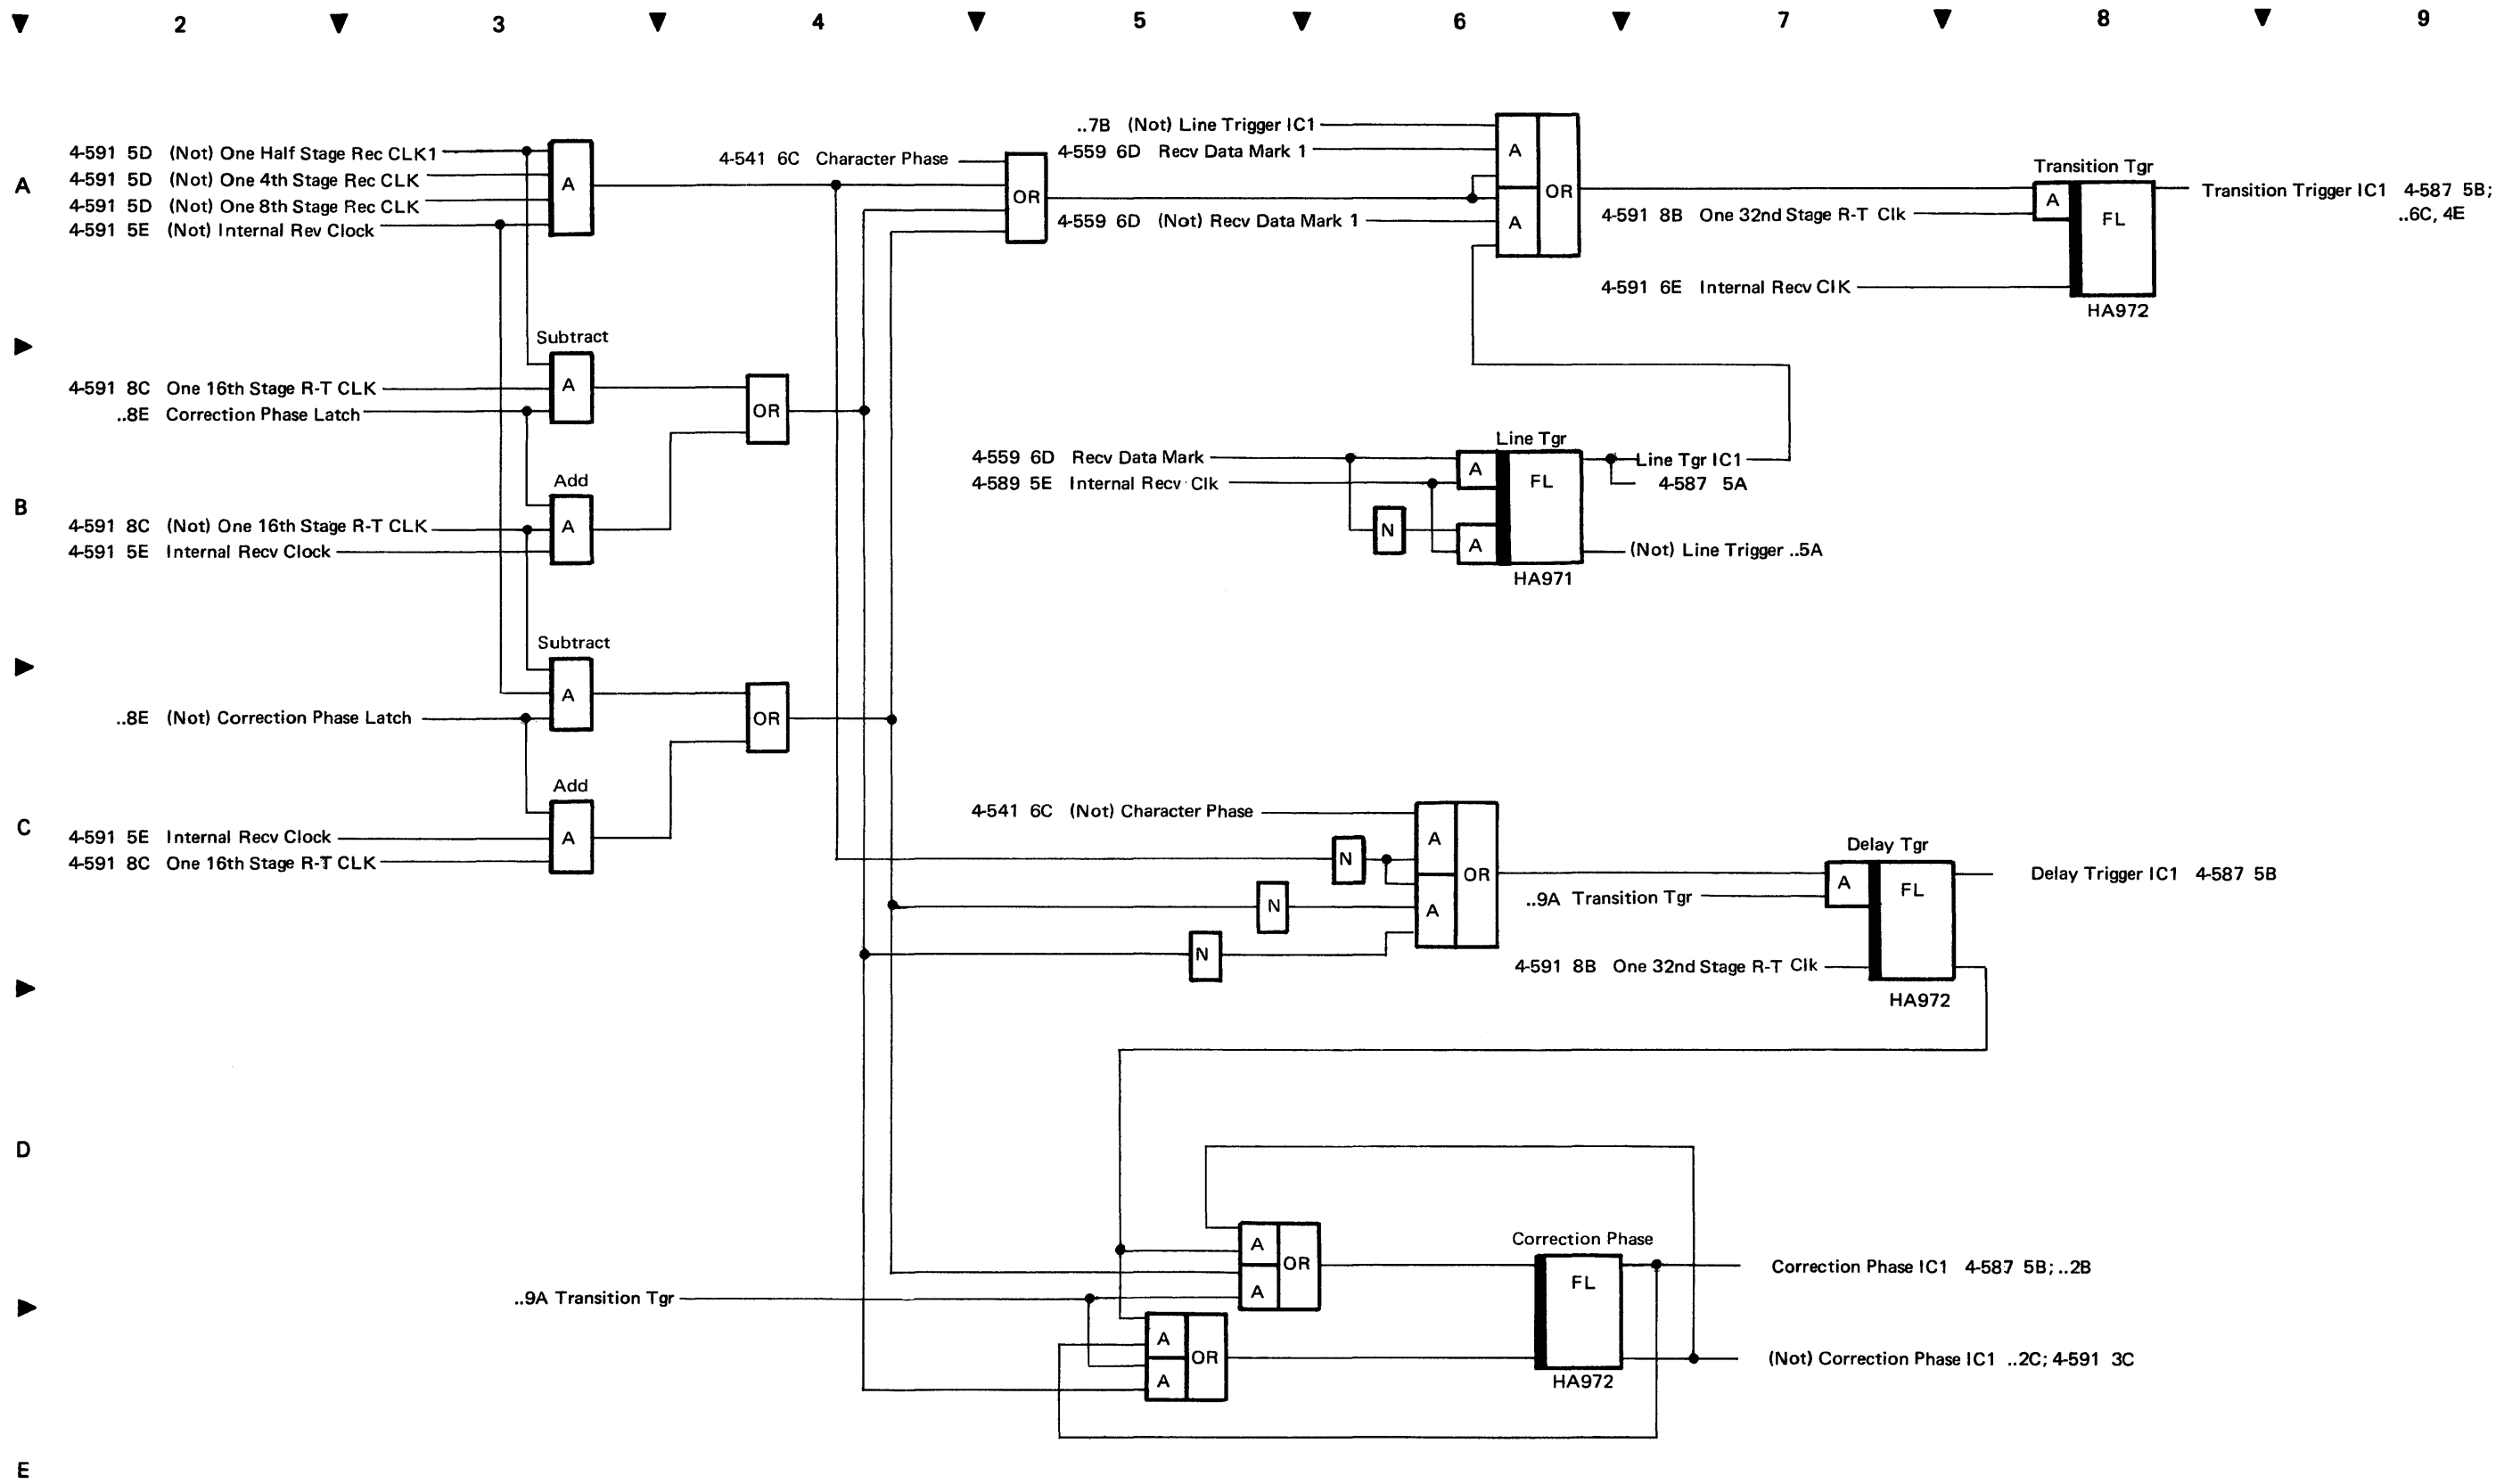 2 3 4 5 6 7 8 9
A
4-591 5D (Not) One Half Stage Rec CLK1
4-591 5D (Not) One 4th Stage Rec CLK
4-591 5D (Not) One 8th Stage Rec CLK
4-591 5E (Not) Internal Rev Clock
A
4-541 6C Character Phase
OR
..7B (Not) Line Trigger IC1
4-559 6D Recv Data Mark 1
4-559 6D (Not) Recv Data Mark 1
A
A
OR
4-591 8B One 32nd Stage R-T Clk
4-591 6E Internal Recv ClK
Transition Tgr
A
FL
HA972
Transition Trigger IC1 4-587 5B;
..6C, 4E
Subtract
4-591 8C One 16th Stage R-T CLK
..8E Correction Phase Latch
A
OR
B
Add
4-591 8C (Not) One 16th Stage R-T CLK
4-591 5E Internal Recv Clock
A
4-559 6D Recv Data Mark
4-589 5E Internal Recv Clk
N
Line Tgr
A
A
FL
HA971
Line Tgr IC1
4-587 5A
(Not) Line Trigger ..5A
Subtract
A
..8E (Not) Correction Phase Latch
OR
C
Add
4-591 5E Internal Recv Clock
4-591 8C One 16th Stage R-T CLK
A
4-541 6C (Not) Character Phase
N
N
N
A
A
OR
..9A Transition Tgr
4-591 8B One 32nd Stage R-T Clk
Delay Tgr
A
FL
HA972
Delay Trigger IC1 4-587 5B
D
..9A Transition Tgr
A
A
OR
A
A
OR
Correction Phase
FL
HA972
Correction Phase IC1 4-587 5B; ..2B
(Not) Correction Phase IC1 ..2C; 4-591 3C
E